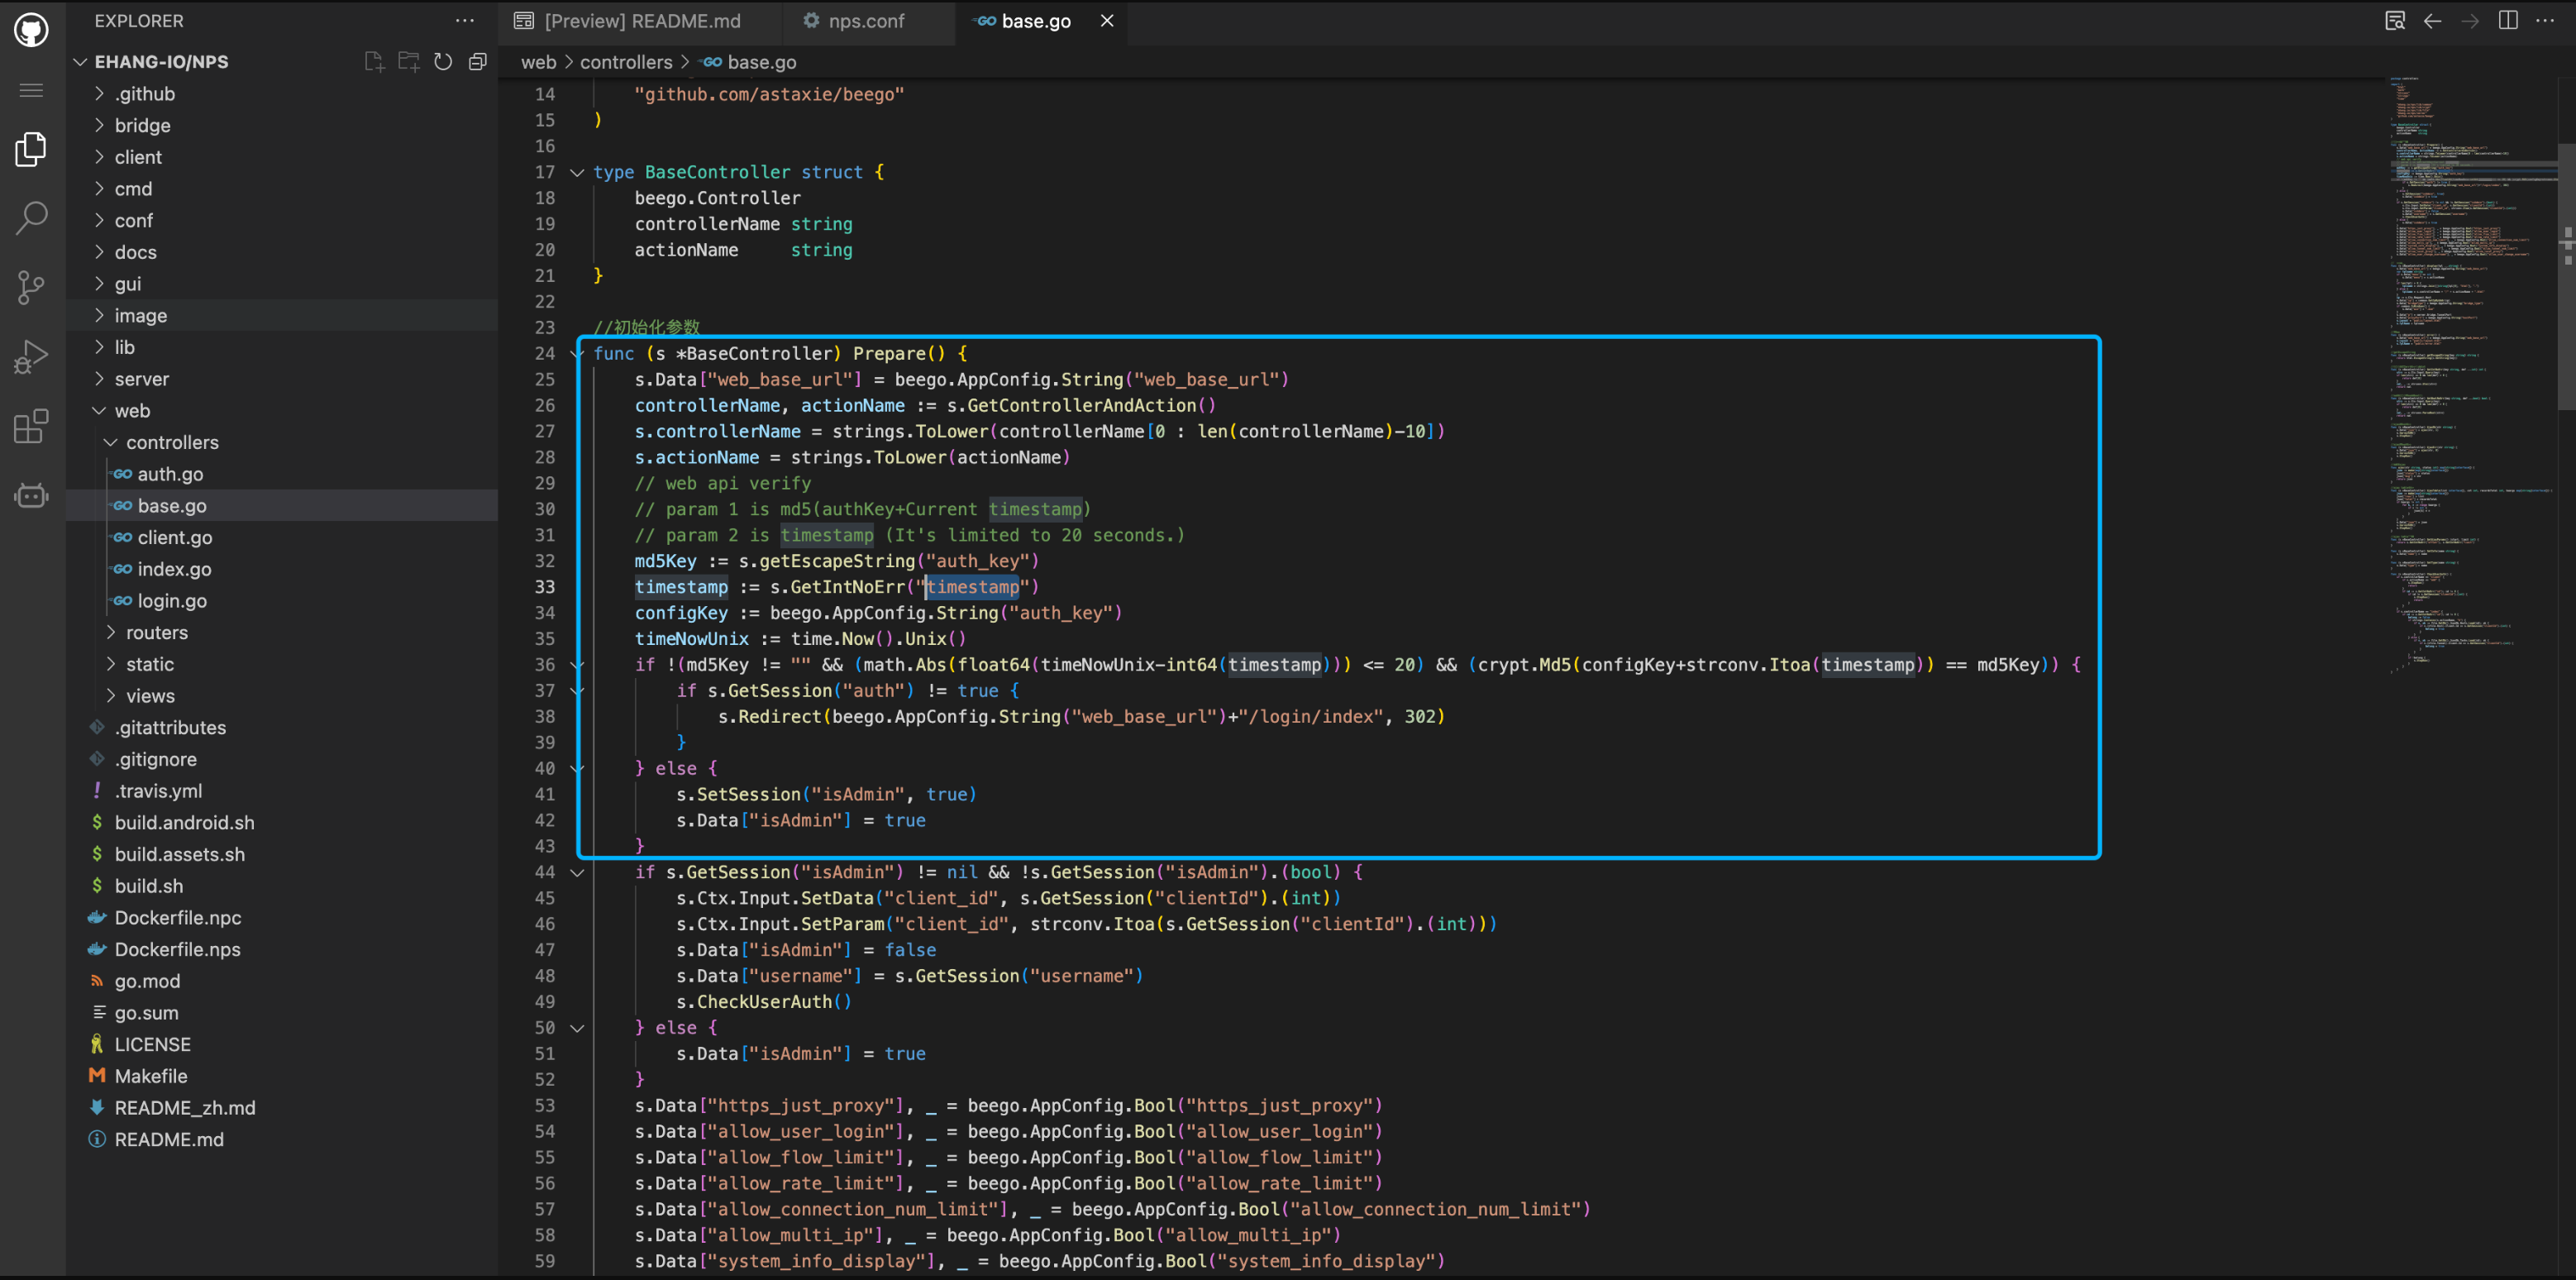 EXPLORER
EHANG-IO/NPS
.github
bridge
client
cmd
conf
docs
gui
image
lib
server
web
controllers
GO auth.go
GO base.go
GO client.go
GO index.go
GO login.go
routers
static
views
.gitattributes
.gitignore
! .travis.yml
$ build.android.sh
$ build.assets.sh
$ build.sh
Dockerfile.npc
Dockerfile.nps
go.mod
go.sum
LICENSE
M Makefile
README_zh.md
README.md
[Preview] README.md
nps.conf
GO base.go
web > controllers > GO base.go
14 "github.com/astaxie/beego"
15 )
16
17 type BaseController struct {
18 beego.Controller
19 controllerName string
20 actionName     string
21 }
22
23 //初始化参数
24 func (s *BaseController) Prepare() {
25 s.Data["web_base_url"] = beego.AppConfig.String("web_base_url")
26 controllerName, actionName := s.GetControllerAndAction()
27 s.controllerName = strings.ToLower(controllerName[0 : len(controllerName)-10])
28 s.actionName = strings.ToLower(actionName)
29 // web api verify
30 // param 1 is md5(authKey+Current timestamp)
31 // param 2 is timestamp (It's limited to 20 seconds.)
32 md5Key := s.getEscapeString("auth_key")
33 timestamp := s.GetIntNoErr("timestamp")
34 configKey := beego.AppConfig.String("auth_key")
35 timeNowUnix := time.Now().Unix()
36 if !(md5Key != "" && (math.Abs(float64(timeNowUnix-int64(timestamp))) <= 20) && (crypt.Md5(configKey+strconv.Itoa(timestamp)) == md5Key)) {
37 if s.GetSession("auth") != true {
38 s.Redirect(beego.AppConfig.String("web_base_url")+"/login/index", 302)
39 }
40 } else {
41 s.SetSession("isAdmin", true)
42 s.Data["isAdmin"] = true
43 }
44 if s.GetSession("isAdmin") != nil && !s.GetSession("isAdmin").(bool) {
45 s.Ctx.Input.SetData("client_id", s.GetSession("clientId").(int))
46 s.Ctx.Input.SetParam("client_id", strconv.Itoa(s.GetSession("clientId").(int)))
47 s.Data["isAdmin"] = false
48 s.Data["username"] = s.GetSession("username")
49 s.CheckUserAuth()
50 } else {
51 s.Data["isAdmin"] = true
52 }
53 s.Data["https_just_proxy"], _ = beego.AppConfig.Bool("https_just_proxy")
54 s.Data["allow_user_login"], _ = beego.AppConfig.Bool("allow_user_login")
55 s.Data["allow_flow_limit"], _ = beego.AppConfig.Bool("allow_flow_limit")
56 s.Data["allow_rate_limit"], _ = beego.AppConfig.Bool("allow_rate_limit")
57 s.Data["allow_connection_num_limit"], _ = beego.AppConfig.Bool("allow_connection_num_limit")
58 s.Data["allow_multi_ip"], _ = beego.AppConfig.Bool("allow_multi_ip")
59 s.Data["system_info_display"], _ = beego.AppConfig.Bool("system_info_display")